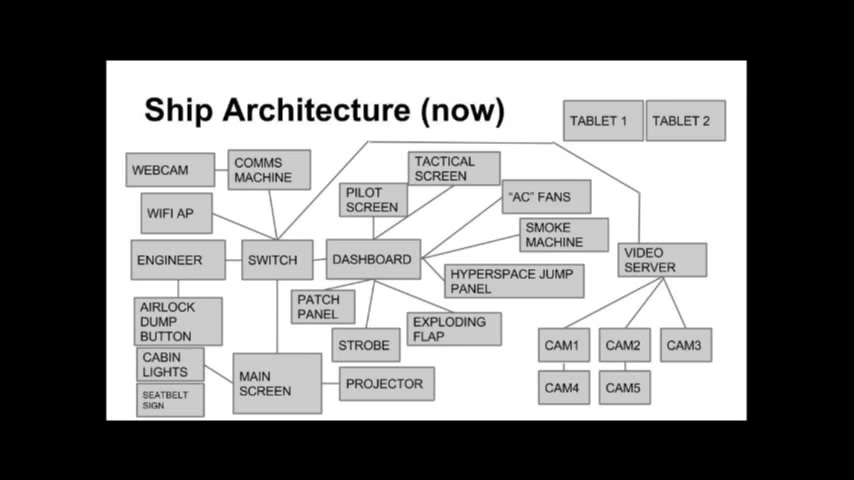 Ship Architecture (now)
TABLET 1
TABLET 2
WEBCAM
COMMS
MACHINE
TACTICAL
SCREEN
PILOT
SCREEN
"AC" FANS
WIFI AP
SMOKE
MACHINE
ENGINEER
SWITCH
DASHBOARD
VIDEO
SERVER
HYPERSPACE JUMP
PANEL
AIRLOCK
DUMP
BUTTON
PATCH
PANEL
EXPLODING
FLAP
STROBE
CAM1
CAM2
CAM3
CABIN
LIGHTS
MAIN
SCREEN
PROJECTOR
CAM4
CAM5
SEATBELT
SIGN